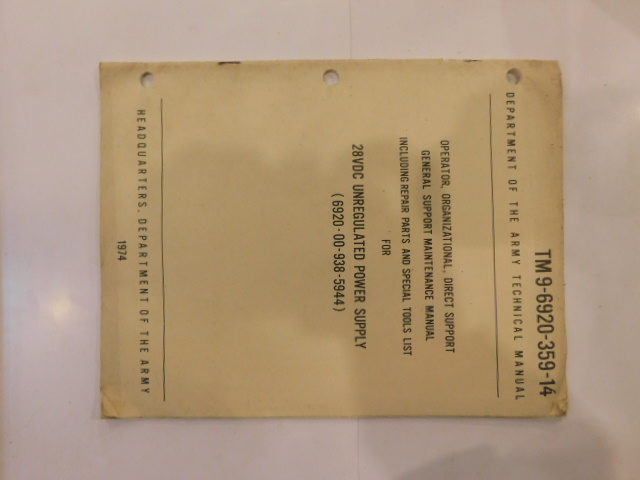 TM 9-6920-359-14
DEPARTMENT OF THE ARMY TECHNICAL MANUAL
OPERATOR, ORGANIZATIONAL, DIRECT SUPPORT
GENERAL SUPPORT MAINTENANCE MANUAL
INCLUDING REPAIR PARTS AND SPECIAL TOOLS LIST
FOR
28VDC UNREGULATED POWER SUPPLY
(6920-00-938-5944)
HEADQUARTERS, DEPARTMENT OF THE ARMY
1974